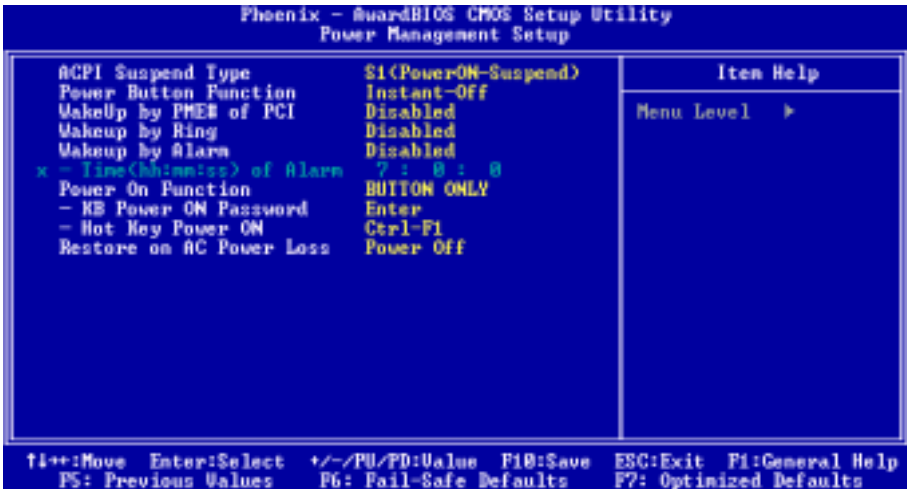 Phoenix - AwardBIOS CMOS Setup Utility
Power Management Setup
ACPI Suspend Type S1(PowerON-Suspend)
Power Button Function Instant-Off
WakeUp by PME# of PCI Disabled
Wakeup by Ring Disabled
Wakeup by Alarm Disabled
x - Time(hh:mm:ss) of Alarm 7 : 0 : 0
Power On Function BUTTON ONLY
- KB Power ON Password Enter
- Hot Key Power ON Ctrl-F1
Restore on AC Power Loss Power Off
Item Help
Menu Level ▶
↑↓→←:Move Enter:Select +/-/PU/PD:Value F10:Save ESC:Exit F1:General Help
F5: Previous Values F6: Fail-Safe Defaults F7: Optimized Defaults